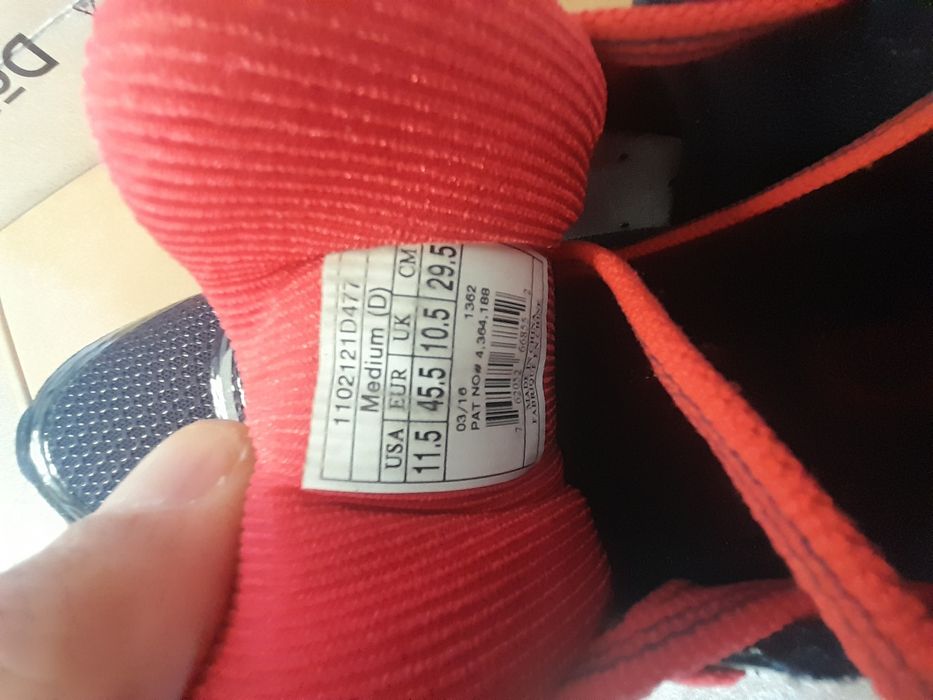 1102121D477
Medium (D)
USA EUR UK CM
11.5 45.5 10.5 29.5
03/16 1362
PAT NO# 4,364,188
MADE IN CHINA